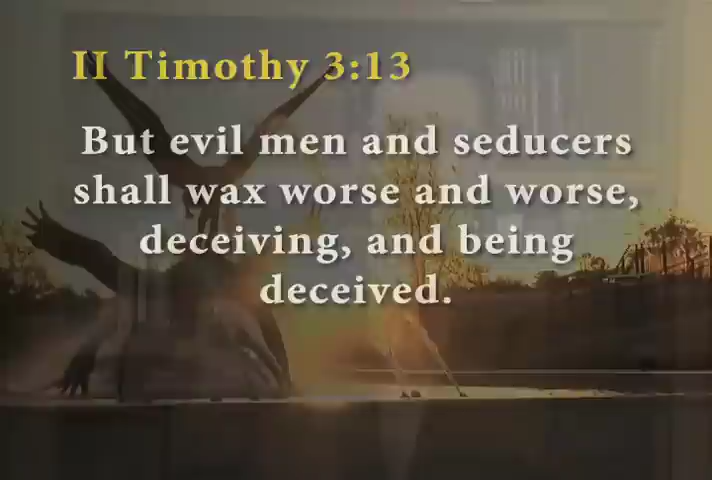 II Timothy 3:13
But evil men and seducers
shall wax worse and worse,
deceiving, and being
deceived.